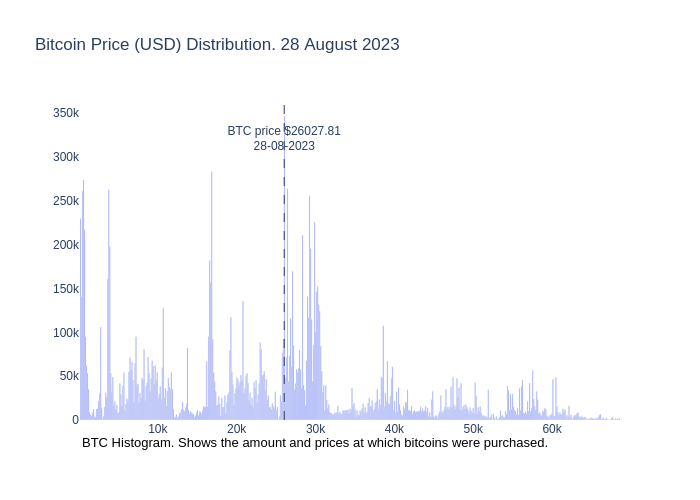 Bitcoin Price (USD) Distribution. 28 August 2023
BTC price $26027.81
28-08-2023
350k
300k
250k
200k
150k
100k
50k
0
10k
20k
30k
40k
50k
60k
BTC Histogram. Shows the amount and prices at which bitcoins were purchased.